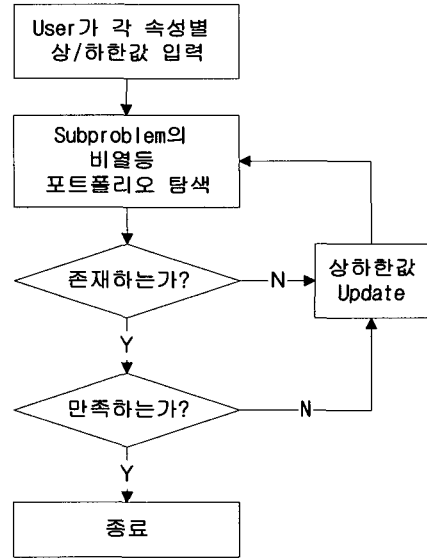 User가 각 속성별
상/하한값 입력
Subproblem의
비열등
포트폴리오 탐색
존재하는가?
N
상하한값
Update
Y
만족하는가?
N
Y
종료